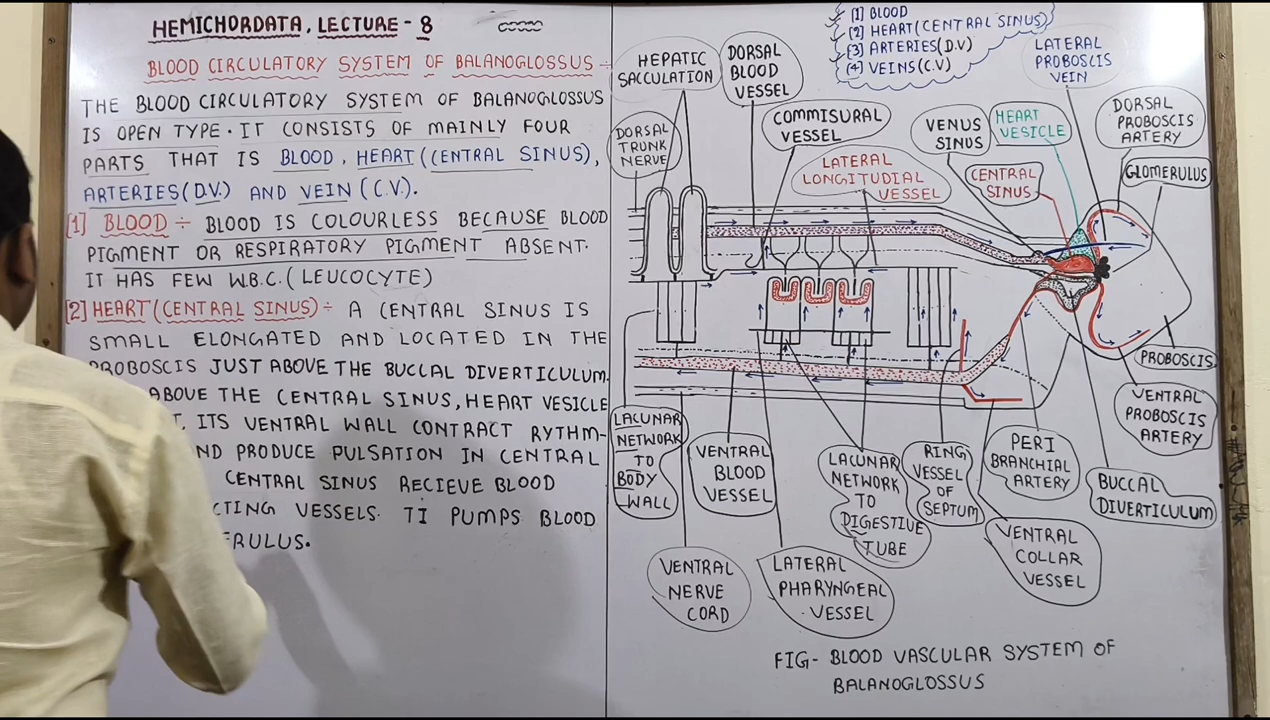 HEMICHORDATA, LECTURE - 8
BLOOD CIRCULATORY SYSTEM OF BALANOGLOSSUS :-
THE BLOOD CIRCULATORY SYSTEM OF BALANOGLOSSUS
IS OPEN TYPE. IT CONSISTS OF MAINLY FOUR
PARTS THAT IS BLOOD, HEART (CENTRAL SINUS),
ARTERIES (D.V.) AND VEIN (C.V.).
[1] BLOOD ÷ BLOOD IS COLOURLESS BECAUSE BLOOD
PIGMENT OR RESPIRATORY PIGMENT ABSENT.
IT HAS FEW W.B.C. (LEUCOCYTE)
[2] HEART (CENTRAL SINUS) ÷ A CENTRAL SINUS IS
SMALL ELONGATED AND LOCATED IN THE
PROBOSCIS JUST ABOVE THE BUCCAL DIVERTICULUM.
ABOVE THE CENTRAL SINUS, HEART VESICLE
T, ITS VENTRAL WALL CONTRACT RYTHM-
ND PRODUCE PULSATION IN CENTRAL
CENTRAL SINUS RECIEVE BLOOD
CTING VESSELS. TI PUMPS BLOOD
ERULUS.
[1] BLOOD
[2] HEART (CENTRAL SINUS)
[3] ARTERIES (D.V)
[4] VEINS (C.V)
HEPATIC
SACCULATION
DORSAL
BLOOD
VESSEL
LATERAL
PROBOSCIS
VEIN
DORSAL
TRUNK
NERVE
COMMISURAL
VESSEL
LATERAL
LONGITUDIAL
VESSEL
VENUS
SINUS
HEART
VESICLE
CENTRAL
SINUS
DORSAL
PROBOSCIS
ARTERY
GLOMERULUS
PROBOSCIS
VENTRAL
PROBOSCIS
ARTERY
LACUNAR
NETWORK
TO
BODY
WALL
VENTRAL
BLOOD
VESSEL
LACUNAR
NETWORK
TO
DIGESTIVE
TUBE
RING
VESSEL
OF
SEPTUM
PERI
BRANCHIAL
ARTERY
BUCCAL
DIVERTICULUM
VENTRAL
NERVE
CORD
LATERAL
PHARYNGEAL
VESSEL
VENTRAL
COLLAR
VESSEL
FIG- BLOOD VASCULAR SYSTEM OF
BALANOGLOSSUS